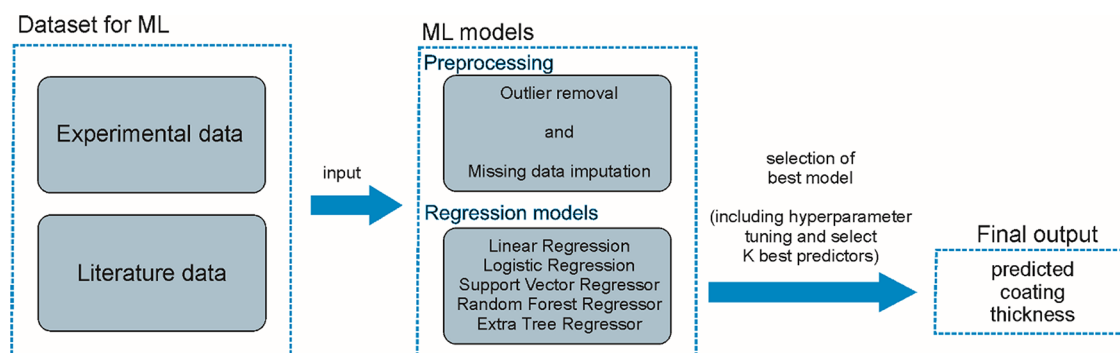 Dataset for ML
Experimental data
Literature data
input
ML models
Preprocessing
Outlier removal
and
Missing data imputation
Regression models
Linear Regression
Logistic Regression
Support Vector Regressor
Random Forest Regressor
Extra Tree Regressor
selection of
best model
(including hyperparameter
tuning and select
K best predictors)
Final output
predicted
coating
thickness